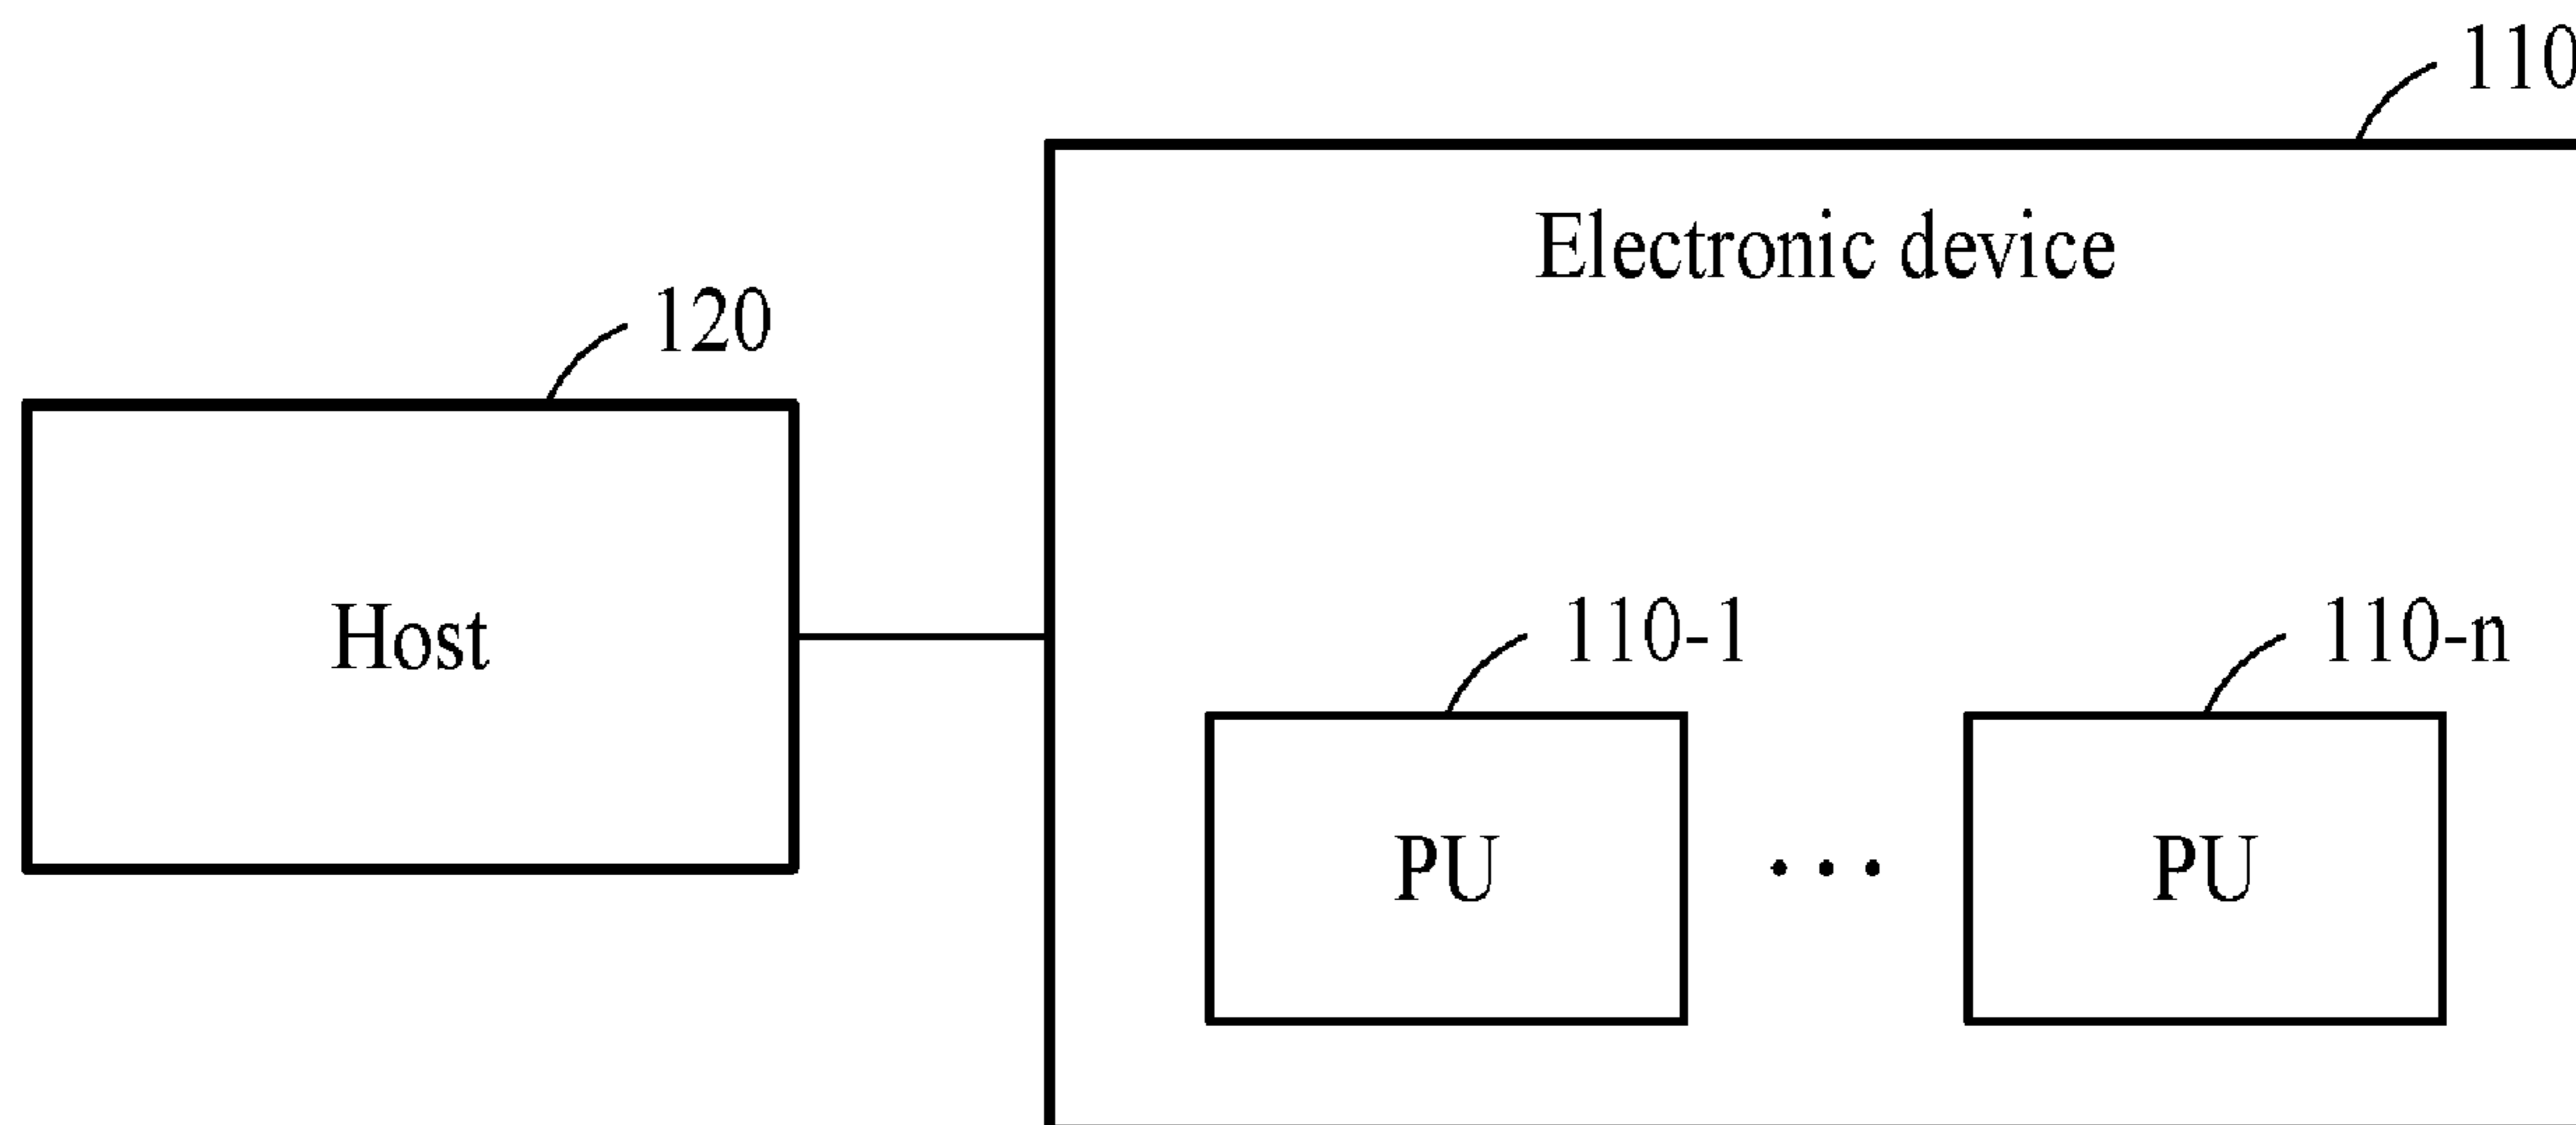 110
Electronic device
120
Host
110-1
110-n
PU
...
PU